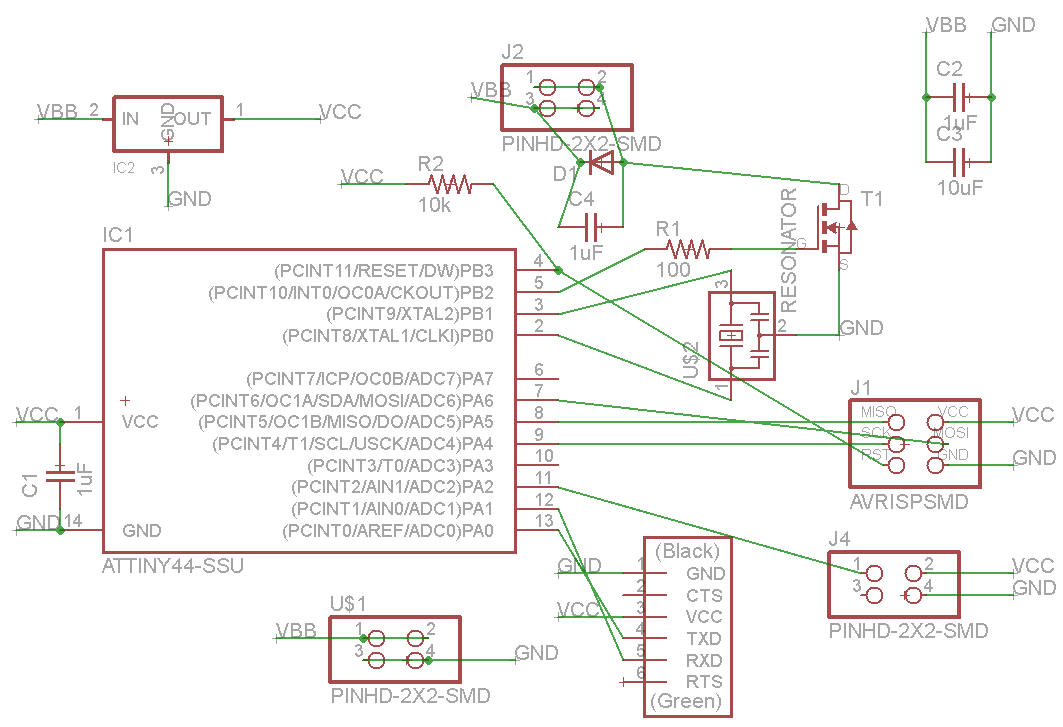 VBB
GND
C2
1uF
C3
10uF
J2
1
2
3
4
VBB
PINHD-2X2-SMD
D1
C4
1uF
VBB
2
IN
GND
OUT
1
VCC
IC2
3
GND
VCC
R2
10k
R1
100
RESONATOR
U$2
3
2
1
D
G
S
T1
GND
IC1
(PCINT11/RESET/DW)PB3
4
(PCINT10/INT0/OC0A/CKOUT)PB2
5
(PCINT9/XTAL2)PB1
3
(PCINT8/XTAL1/CLKI)PB0
2
(PCINT7/ICP/OC0B/ADC7)PA7
6
(PCINT6/OC1A/SDA/MOSI/ADC6)PA6
7
(PCINT5/OC1B/MISO/DO/ADC5)PA5
8
(PCINT4/T1/SCL/USCK/ADC4)PA4
9
(PCINT3/T0/ADC3)PA3
10
(PCINT2/AIN1/ADC2)PA2
11
(PCINT1/AIN0/ADC1)PA1
12
(PCINT0/AREF/ADC0)PA0
13
VCC
1
VCC
C1
1uF
GND
14
GND
ATTINY44-SSU
J1
MISO
VCC
SCK
MOSI
RST
GND
VCC
GND
AVRISPSMD
J4
1
2
3
4
VCC
GND
PINHD-2X2-SMD
(Black)
GND
1
GND
2
CTS
VCC
3
VCC
4
TXD
5
RXD
6
RTS
(Green)
U$1
VBB
1
2
3
4
GND
PINHD-2X2-SMD